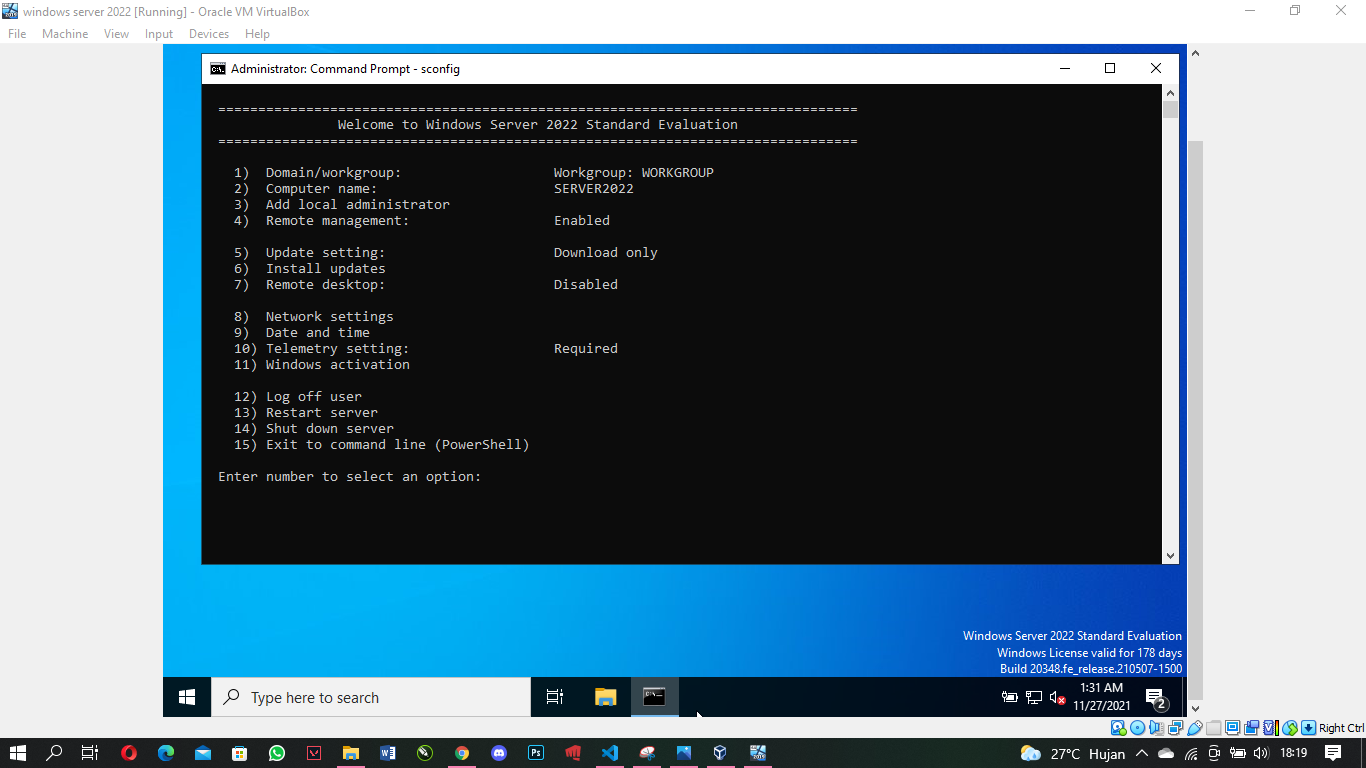 windows server 2022 [Running] - Oracle VM VirtualBox
File Machine View Input Devices Help
Administrator: Command Prompt - sconfig
================================================================================
Welcome to Windows Server 2022 Standard Evaluation
================================================================================
1) Domain/workgroup: Workgroup: WORKGROUP
2) Computer name: SERVER2022
3) Add local administrator
4) Remote management: Enabled
5) Update setting: Download only
6) Install updates
7) Remote desktop: Disabled
8) Network settings
9) Date and time
10) Telemetry setting: Required
11) Windows activation
12) Log off user
13) Restart server
14) Shut down server
15) Exit to command line (PowerShell)
Enter number to select an option:
Windows Server 2022 Standard Evaluation
Windows License valid for 178 days
Build 20348.fe_release.210507-1500
Type here to search
1:31 AM
11/27/2021
2
Right Ctrl
27°C Hujan
18:19